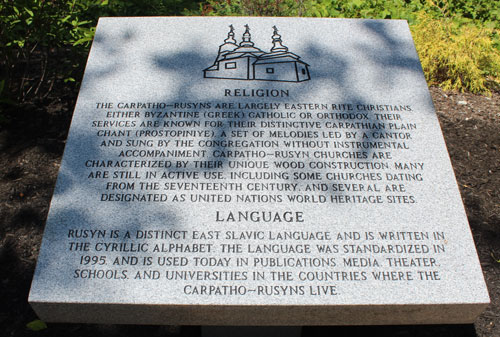 RELIGION
THE CARPATHO-RUSYNS ARE LARGELY EASTERN RITE CHRISTIANS,
EITHER BYZANTINE (GREEK) CATHOLIC OR ORTHODOX. THEIR
SERVICES ARE KNOWN FOR THEIR DISTINCTIVE CARPATHIAN PLAIN
CHANT (PROSTOPINIYE), A SET OF MELODIES LED BY A CANTOR
AND SUNG BY THE CONGREGATION WITHOUT INSTRUMENTAL
ACCOMPANIMENT. CARPATHO-RUSYN CHURCHES ARE
CHARACTERIZED BY THEIR UNIQUE WOOD CONSTRUCTION. MANY
ARE STILL IN ACTIVE USE, INCLUDING SOME CHURCHES DATING
FROM THE SEVENTEENTH CENTURY, AND SEVERAL ARE
DESIGNATED AS UNITED NATIONS WORLD HERITAGE SITES.
LANGUAGE
RUSYN IS A DISTINCT EAST SLAVIC LANGUAGE AND IS WRITTEN IN
THE CYRILLIC ALPHABET. THE LANGUAGE WAS STANDARDIZED IN
1995, AND IS USED TODAY IN PUBLICATIONS, MEDIA, THEATER,
SCHOOLS, AND UNIVERSITIES IN THE COUNTRIES WHERE THE
CARPATHO-RUSYNS LIVE.